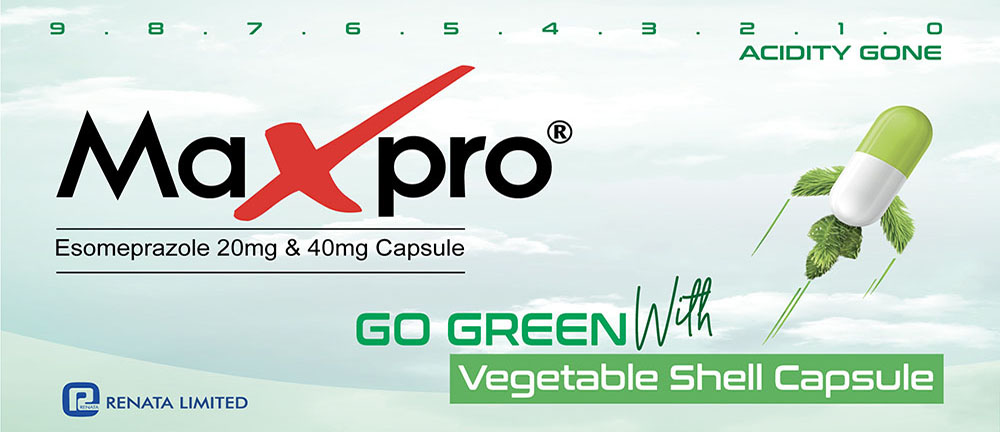 9 . 8 . 7 . 6 . 5 . 4 . 3 . 2 . 1 . 0
ACIDITY GONE
Maxpro®
Esomeprazole 20mg & 40mg Capsule
GO GREEN With
Vegetable Shell Capsule
RENATA
RENATA LIMITED